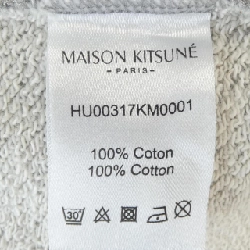 MAISON KITSUNÉ
PARIS
HU00317KM0001
100% Coton
100% Cotton
30°